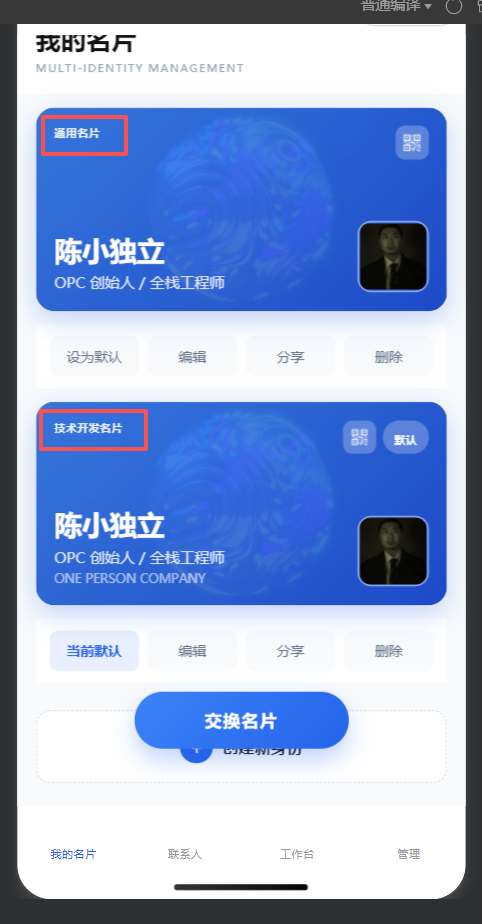 普通编译
我的名片
MULTI-IDENTITY MANAGEMENT
通用名片
陈小独立
OPC 创始人 / 全栈工程师
设为默认 编辑 分享 删除
技术开发名片
默认
陈小独立
OPC 创始人 / 全栈工程师
ONE PERSON COMPANY
当前默认 编辑 分享 删除
交换名片
+ 创建新身份
我的名片 联系人 工作台 管理